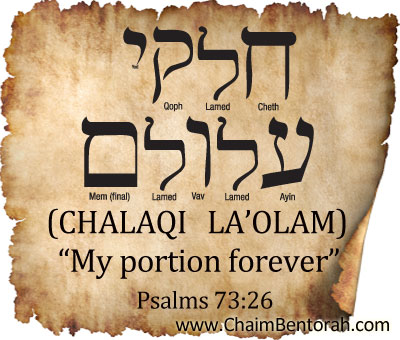 חלקי
Qoph Lamed Cheth
עלולם
Mem (final) Lamed Vav Lamed Ayin
(CHALAQI LA’OLAM)
“My portion forever”
Psalms 73:26
www.ChaimBentorah.com